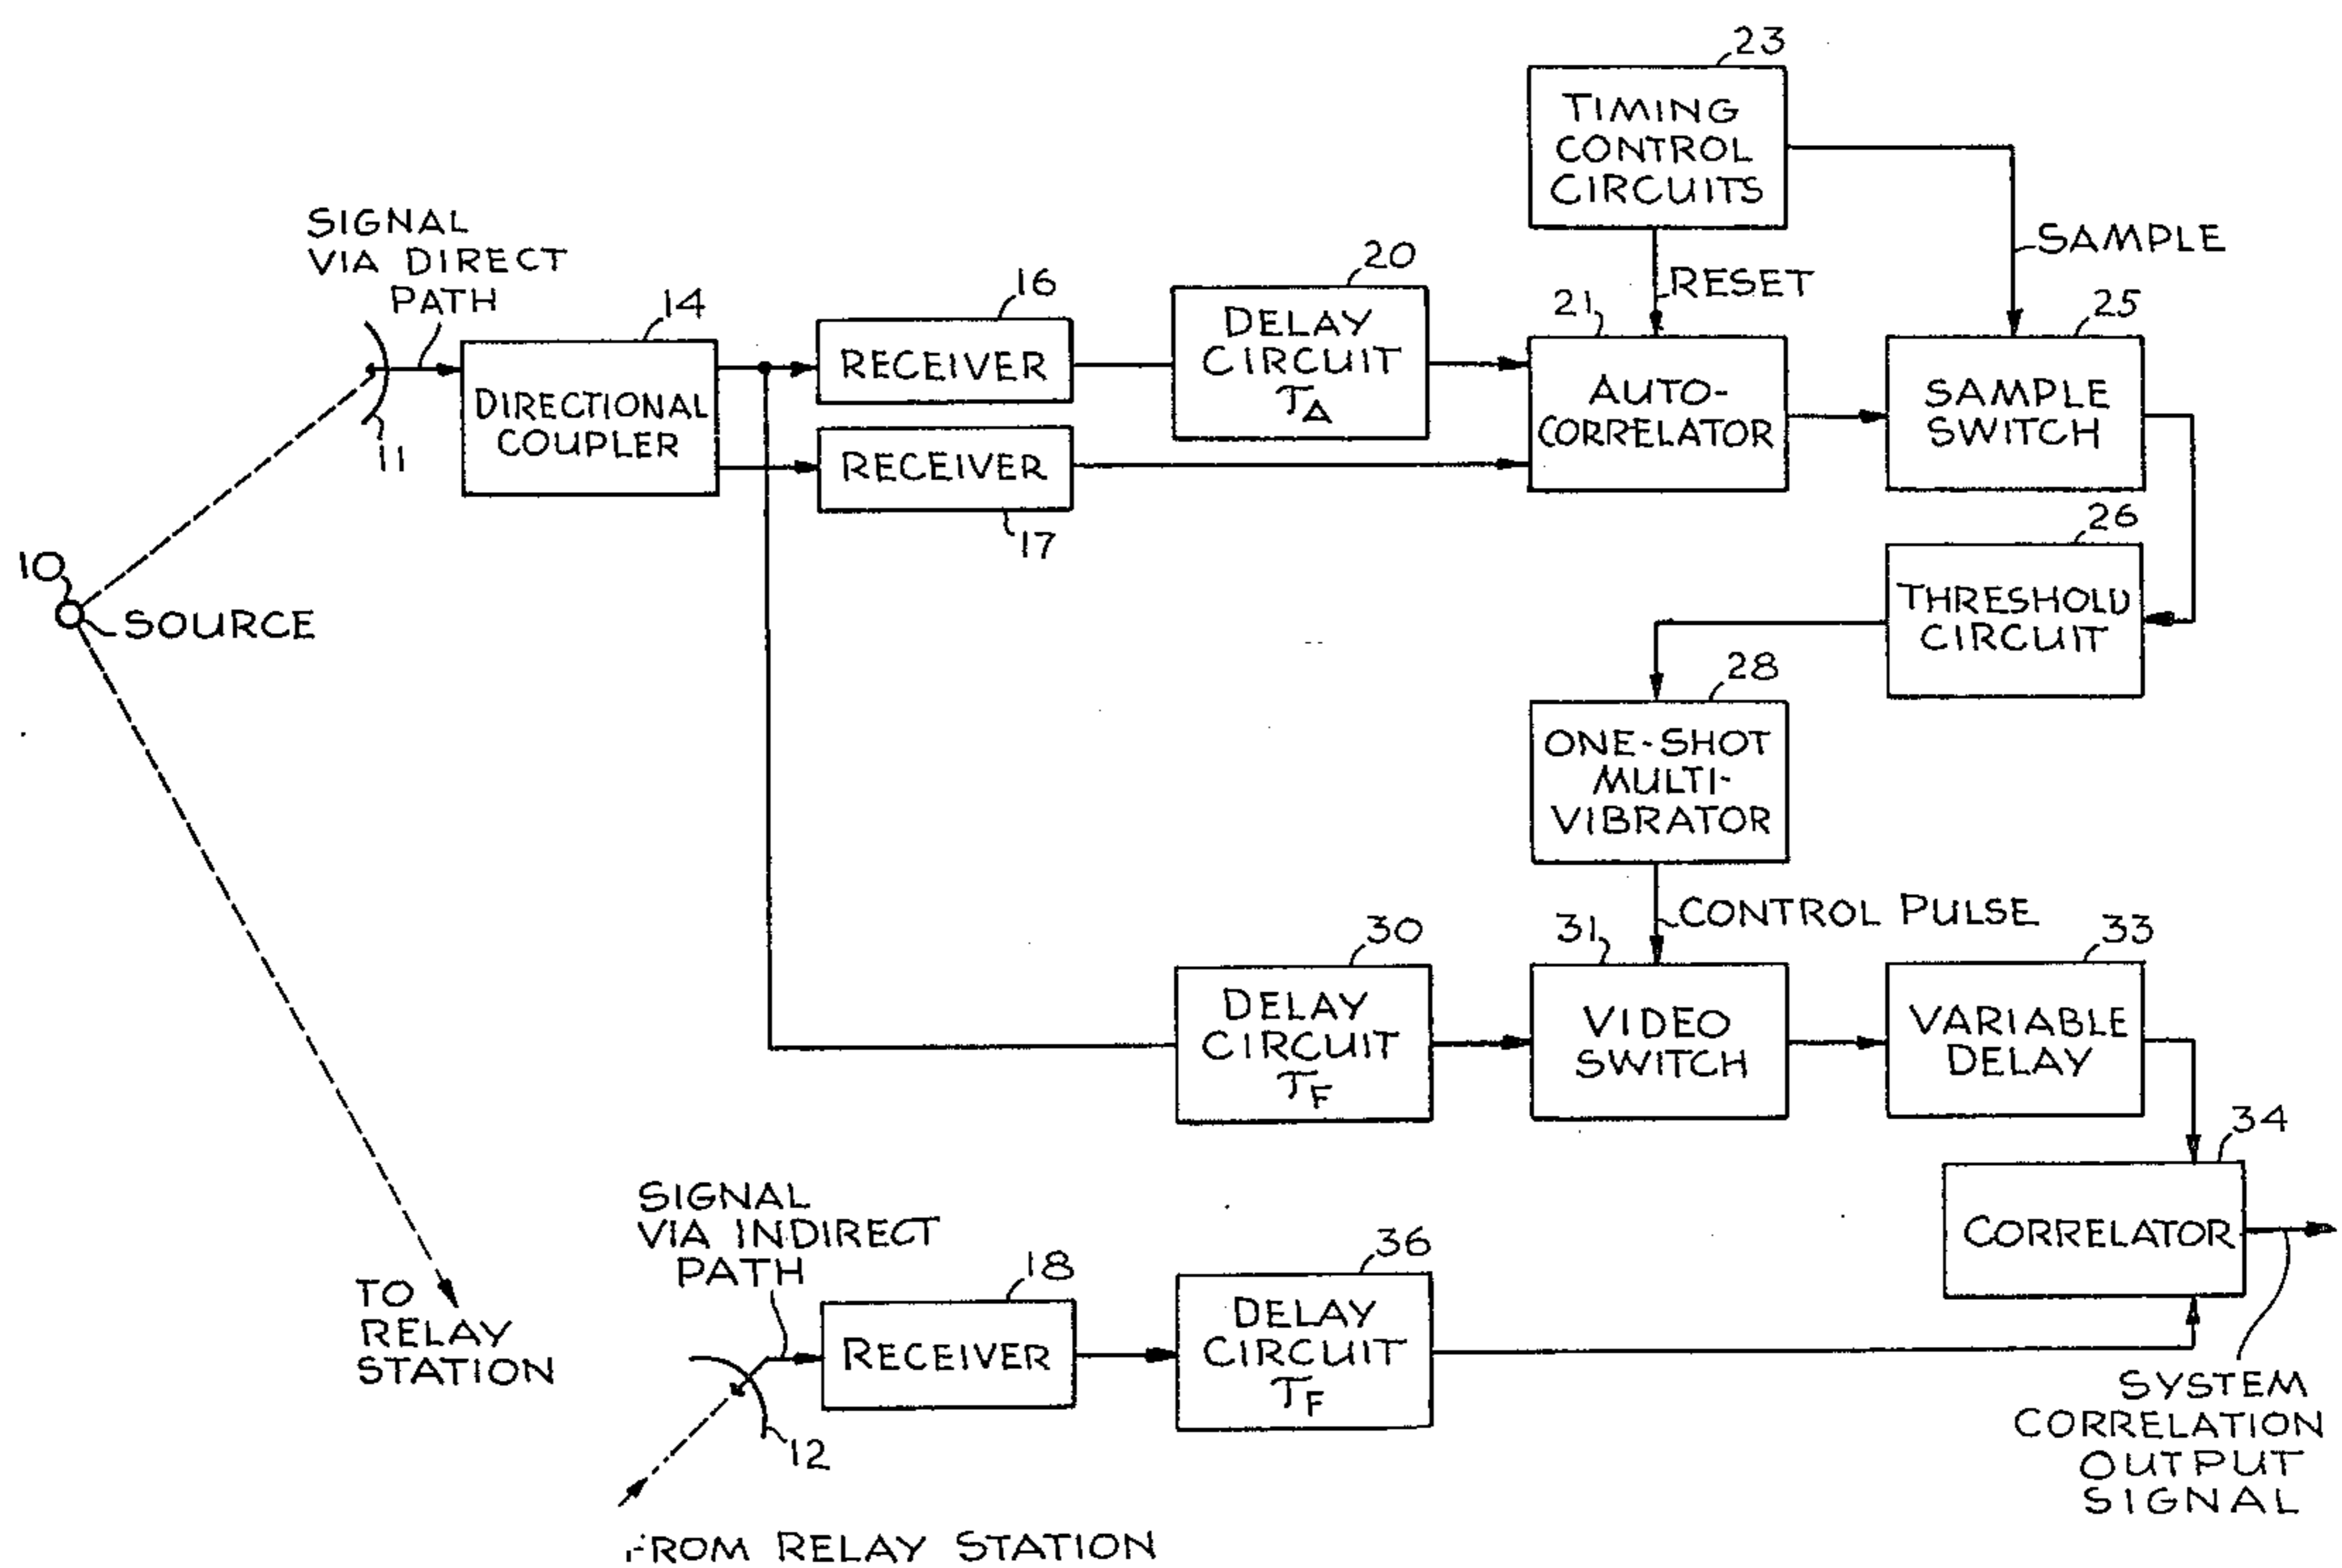 23
TIMING
CONTROL
CIRCUITS
SIGNAL
VIA DIRECT
PATH
SAMPLE
RESET
14
16
20
21
25
DIRECTIONAL
COUPLER
RECEIVER
DELAY
CIRCUIT
τA
AUTO-
CORRELATOR
SAMPLE
SWITCH
11
RECEIVER
17
26
THRESHOLD
CIRCUIT
10
SOURCE
28
ONE-SHOT
MULTI-
VIBRATOR
CONTROL PULSE
30
31
33
DELAY
CIRCUIT
τF
VIDEO
SWITCH
VARIABLE
DELAY
34
CORRELATOR
SIGNAL
VIA INDIRECT
PATH
18
36
TO
RELAY
STATION
RECEIVER
DELAY
CIRCUIT
τF
12
SYSTEM
CORRELATION
OUTPUT
SIGNAL
FROM RELAY STATION